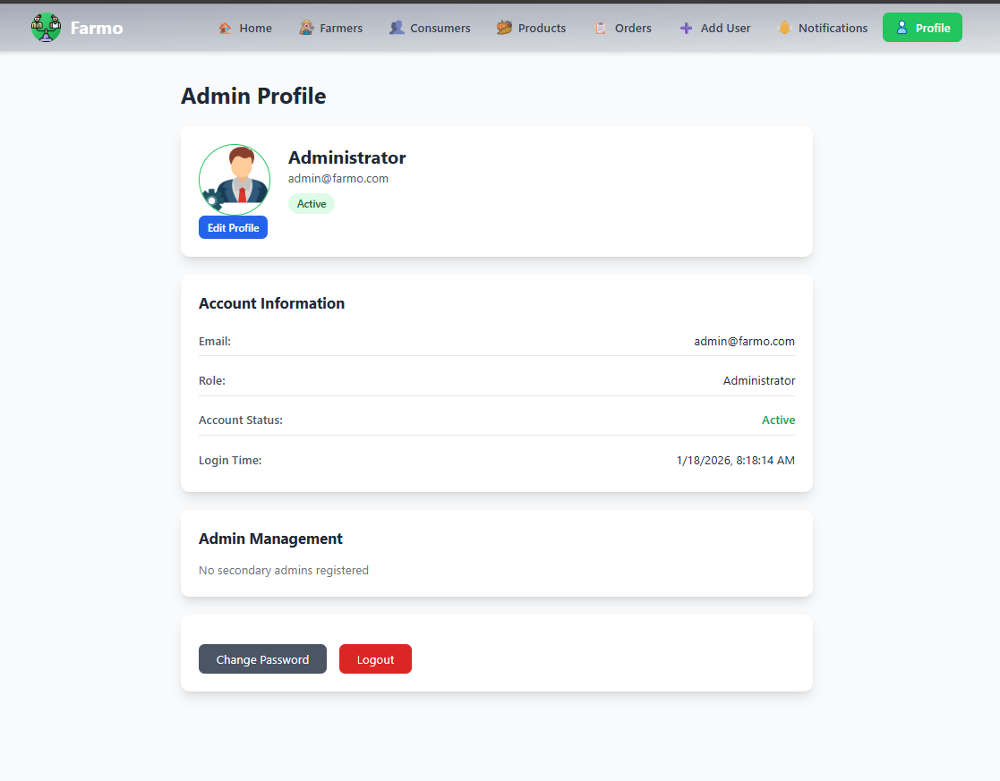 Farmo
Home
Farmers
Consumers
Products
Orders
Add User
Notifications
Profile
Admin Profile
Administrator
admin@farmo.com
Active
Edit Profile
Account Information
Email: admin@farmo.com
Role: Administrator
Account Status: Active
Login Time: 1/18/2026, 8:18:14 AM
Admin Management
No secondary admins registered
Change Password
Logout